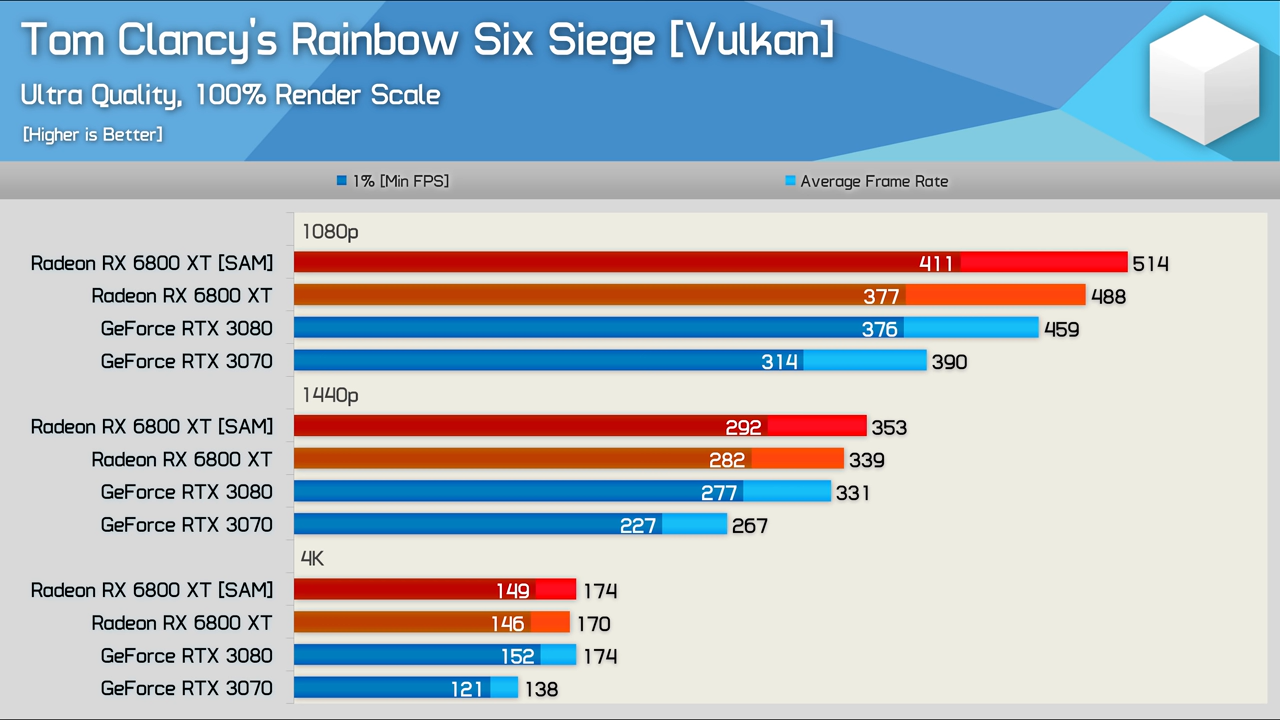 Tom Clancy's Rainbow Six Siege [Vulkan]
Ultra Quality, 100% Render Scale
[Higher is Better]
1% [Min FPS] Average Frame Rate
1080p
Radeon RX 6800 XT [SAM] 411 514
Radeon RX 6800 XT 377 488
GeForce RTX 3080 376 459
GeForce RTX 3070 314 390
1440p
Radeon RX 6800 XT [SAM] 292 353
Radeon RX 6800 XT 282 339
GeForce RTX 3080 277 331
GeForce RTX 3070 227 267
4K
Radeon RX 6800 XT [SAM] 149 174
Radeon RX 6800 XT 146 170
GeForce RTX 3080 152 174
GeForce RTX 3070 121 138